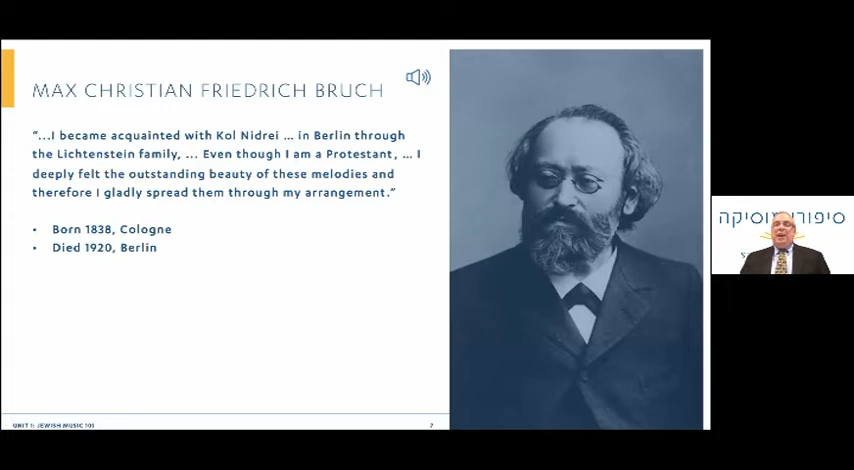 MAX CHRISTIAN FRIEDRICH BRUCH
“...I became acquainted with Kol Nidrei ... in Berlin through
the Lichtenstein family, ... Even though I am a Protestant, ... I
deeply felt the outstanding beauty of these melodies and
therefore I gladly spread them through my arrangement.”
• Born 1838, Cologne
• Died 1920, Berlin
UNIT 1: JEWISH MUSIC 101
7